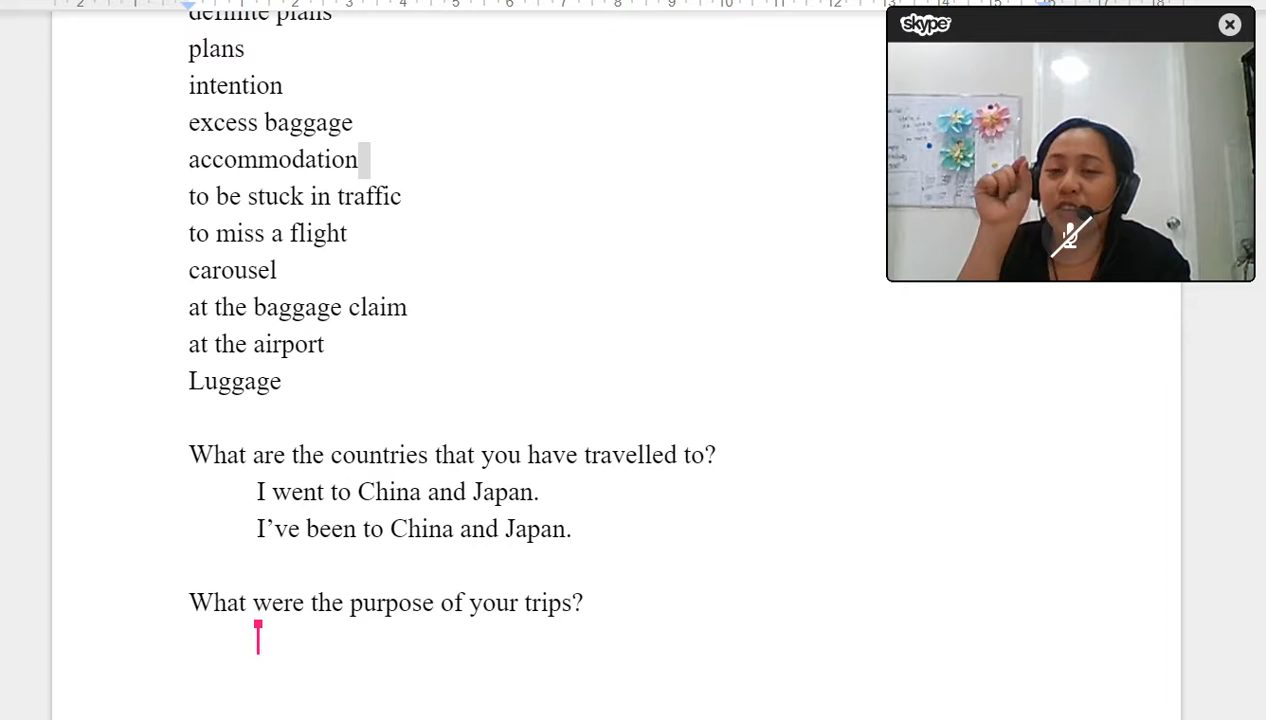 definite plans
plans
intention
excess baggage
accommodation
to be stuck in traffic
to miss a flight
carousel
at the baggage claim
at the airport
Luggage
What are the countries that you have travelled to?
I went to China and Japan.
I've been to China and Japan.
What were the purpose of your trips?
skype